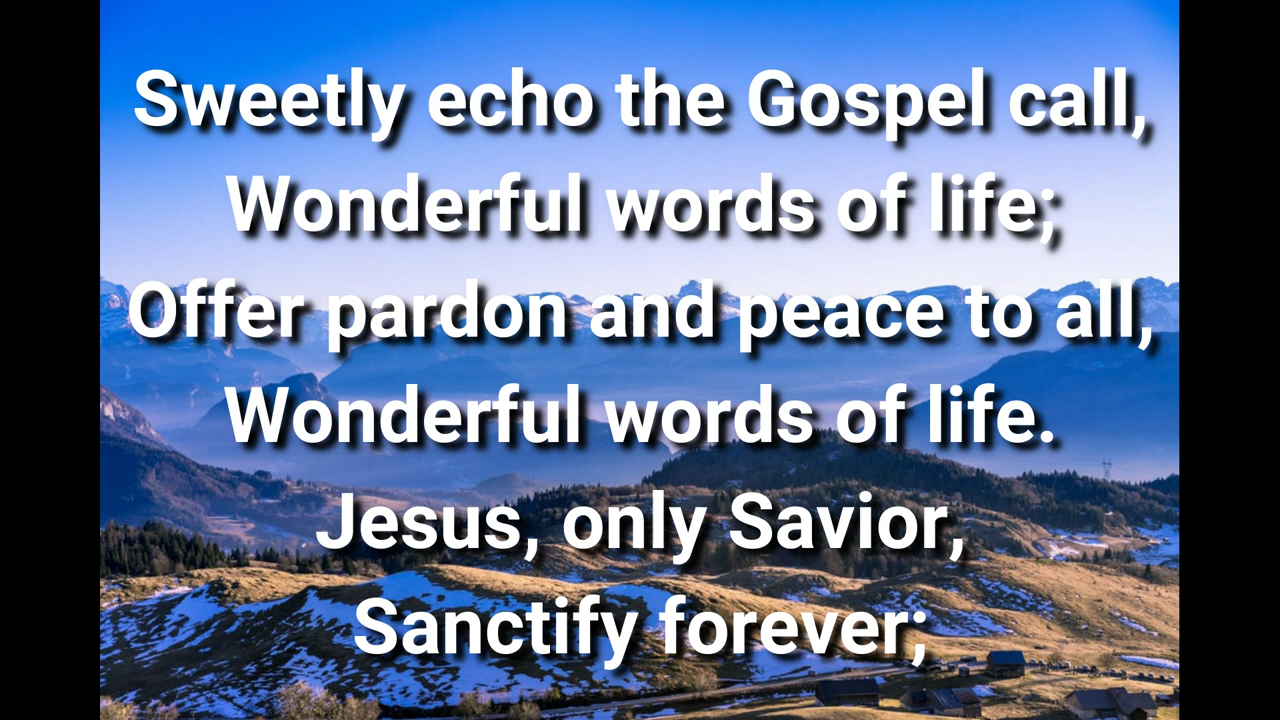 Sweetly echo the Gospel call,
Wonderful words of life;
Offer pardon and peace to all,
Wonderful words of life.
Jesus, only Savior,
Sanctify forever;